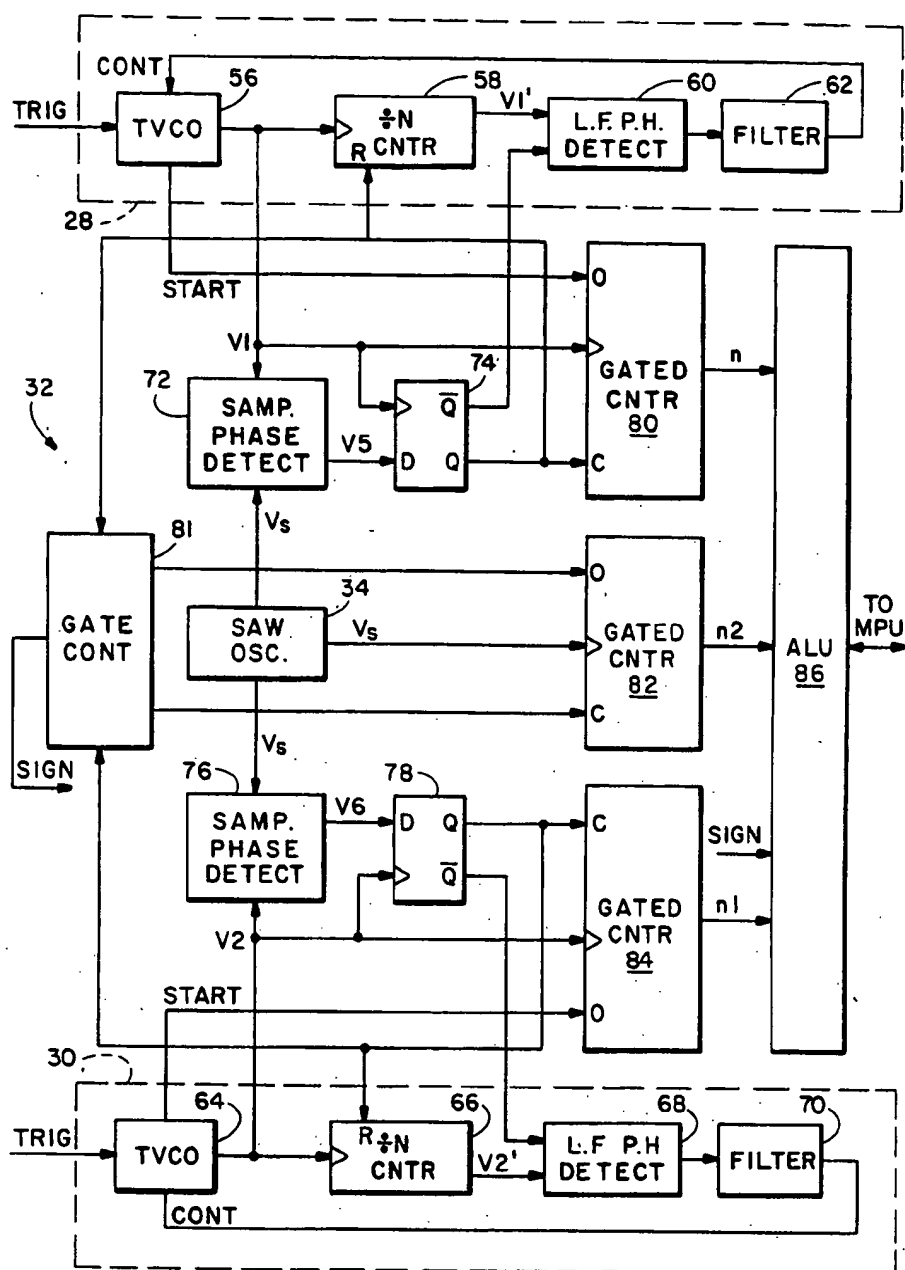 CONT
56
58
60
62
TRIG
TVCO
÷N
CNTR
R
V1'
L.F. P.H.
DETECT
FILTER
28
START
O
V1
GATED
CNTR
80
C
n
32
72
SAMP.
PHASE
DETECT
V5
74
Q̅
D Q
Vs
81
GATE
CONT
34
SAW
OSC.
Vs
O
GATED
CNTR
82
C
n2
ALU
86
TO
MPU
SIGN
Vs
76
SAMP.
PHASE
DETECT
V6
78
D Q
Q̅
C
GATED
CNTR
84
O
SIGN
n1
V2
START
30
64
66
68
70
TRIG
TVCO
R
÷N
CNTR
V2'
L.F P.H
DETECT
FILTER
CONT